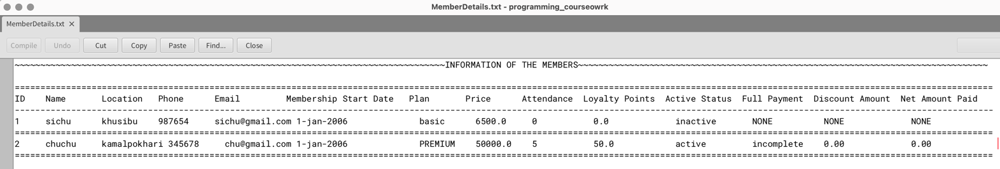 MemberDetails.txt - programming_courseowrk
MemberDetails.txt ×
Compile Undo Cut Copy Paste Find... Close
~~~~~~~~~~~~~~~~~~~~~~~~~~~~~~~~~~~~~~~~~~~~~~~~~~~~~~~~~~~~~~~~~~~~~~~~~~~~~~~~~~~~INFORMATION OF THE MEMBERS~~~~~~~~~~~~~~~~~~~~~~~~~~~~~~~~~~~~~~~~~~~~~~~~~~~~~~~~~~~~~~~~~~~~~~~~~~~~~~~~
===============================================================================================================================================================================================
ID Name Location Phone Email Membership Start Date Plan Price Attendance Loyalty Points Active Status Full Payment Discount Amount Net Amount Paid
-----------------------------------------------------------------------------------------------------------------------------------------------------------------------------------------------
1 sichu khusibu 987654 sichu@gmail.com 1-jan-2006 basic 6500.0 0 0.0 inactive NONE NONE NONE
===============================================================================================================================================================================================
2 chuchu kamalpokhari 345678 chu@gmail.com 1-jan-2006 PREMIUM 50000.0 5 50.0 active incomplete 0.00 0.00
===============================================================================================================================================================================================